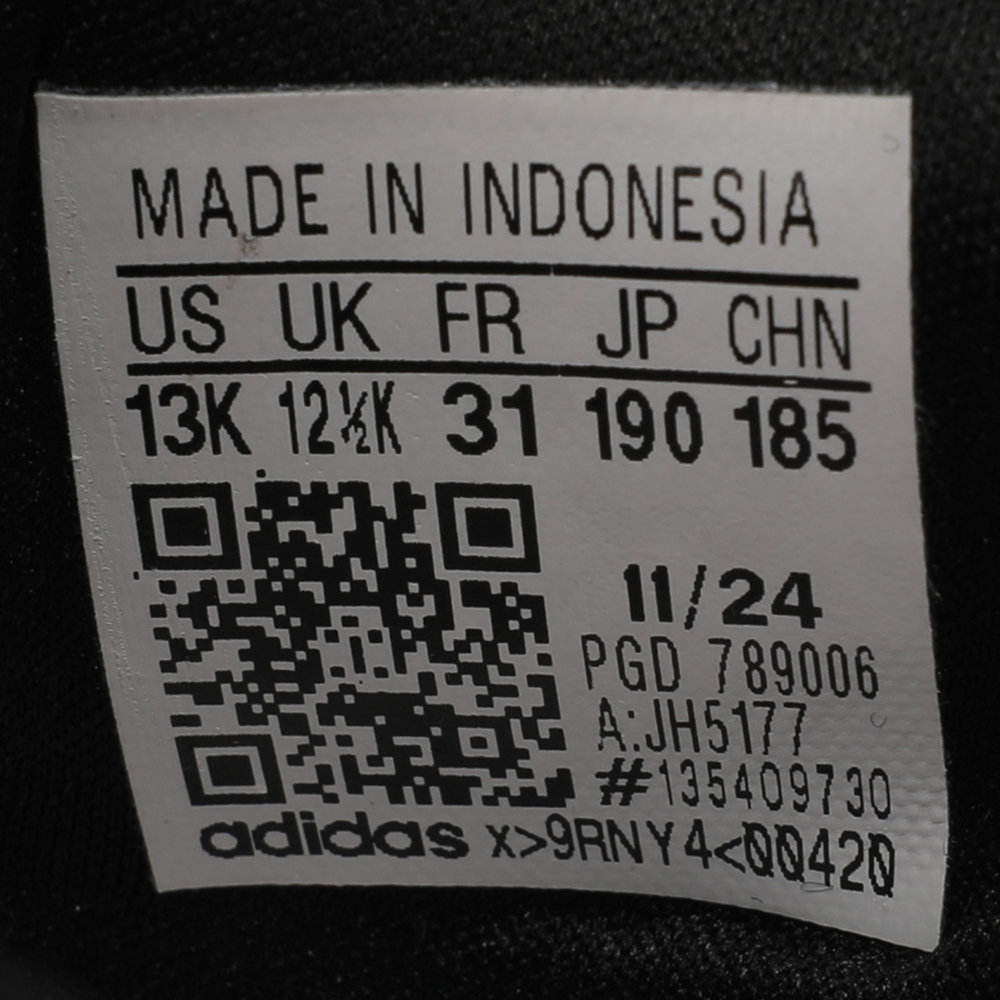 MADE IN INDONESIA
US UK FR JP CHN
13K 12½K 31 190 185
11/24
PGD 789006
A:JH5177
#135409730
adidas X>9RNY4<00420